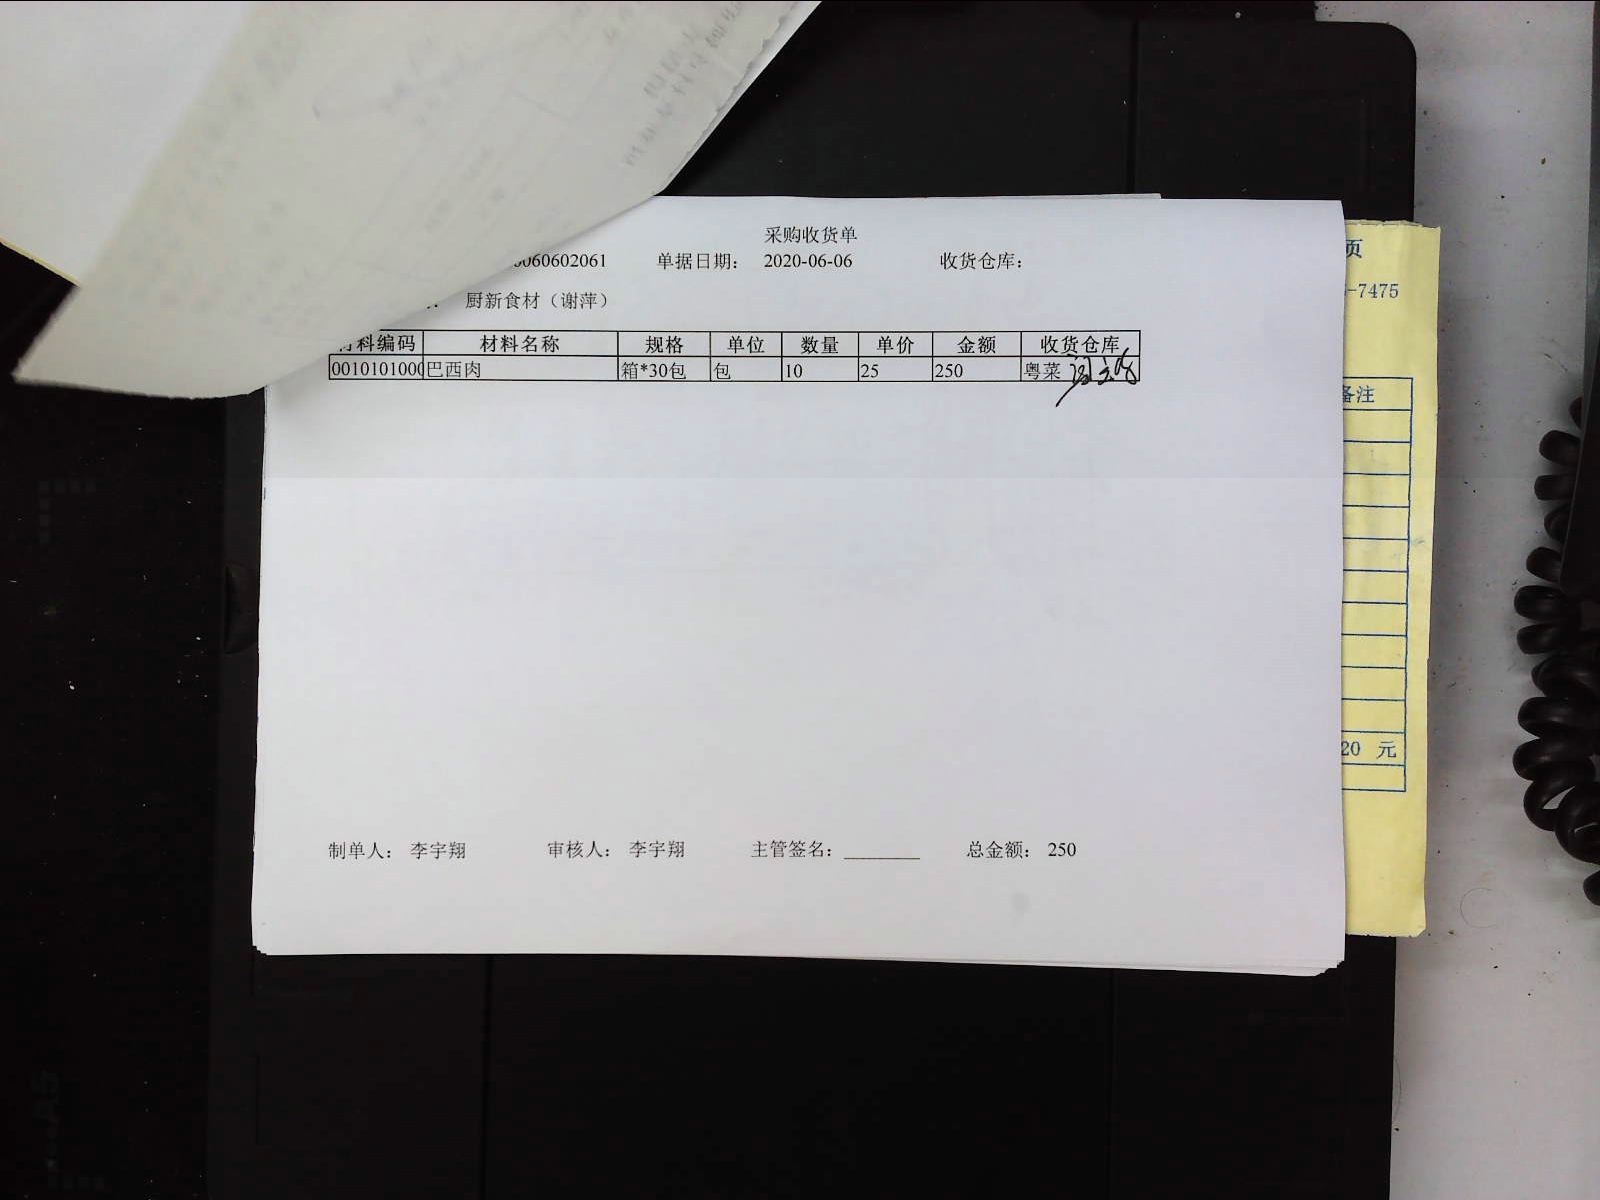 采购收货单
060602061 单据日期： 2020-06-06 收货仓库：
： 厨新食材（谢萍）
材料编码 材料名称 规格 单位 数量 单价 金额 收货仓库
0010101000 巴西肉 箱*30包 包 10 25 250 粤菜
制单人： 李宇翔 审核人： 李宇翔 主管签名：________ 总金额： 250
页
-7475
备注
20 元